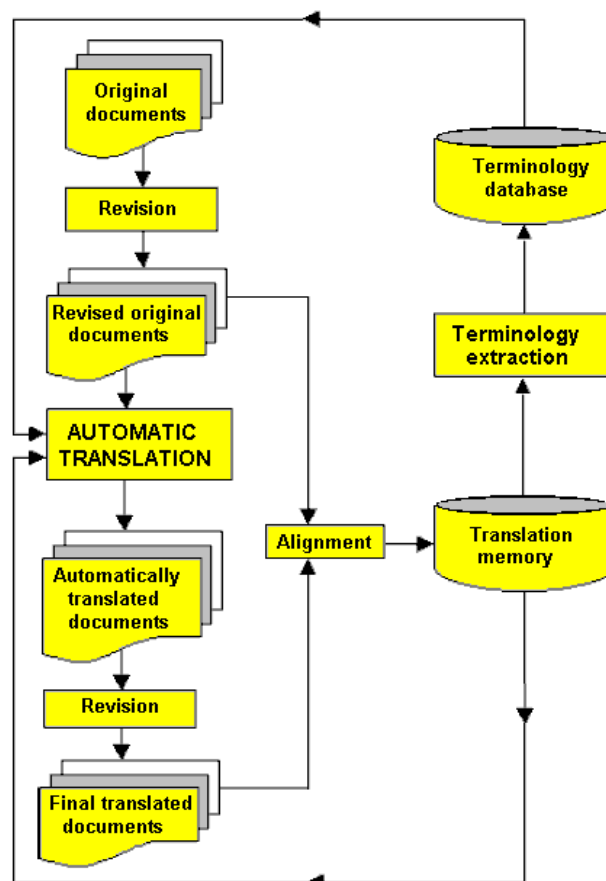 Original
documents
Revision
Revised original
documents
AUTOMATIC
TRANSLATION
Automatically
translated
documents
Revision
Final translated
documents
Alignment
Terminology
database
Terminology
extraction
Translation
memory